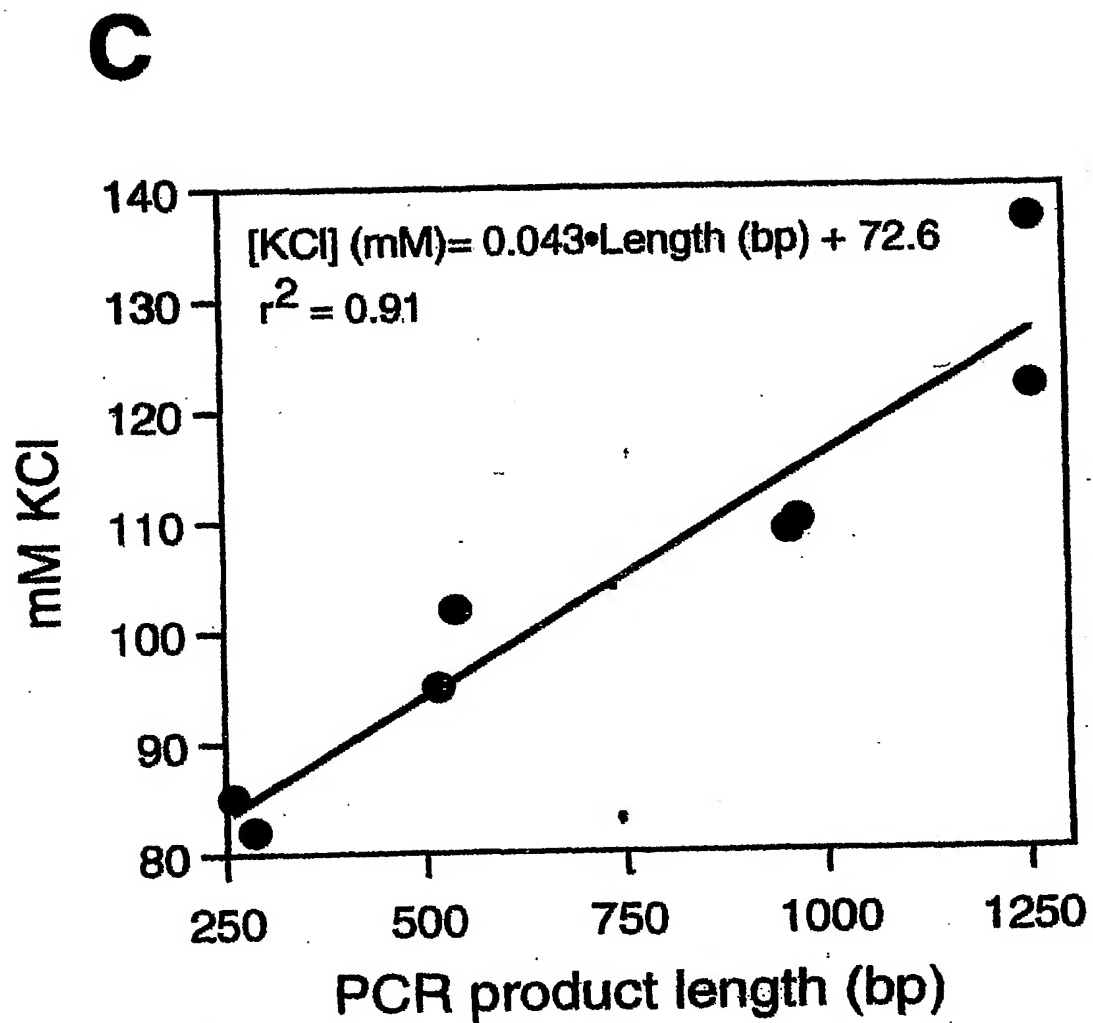 C
[KCl] (mM)= 0.043•Length (bp) + 72.6
r2 = 0.91
140
130
120
110
100
90
80
mM KCl
250 500 750 1000 1250
PCR product length (bp)